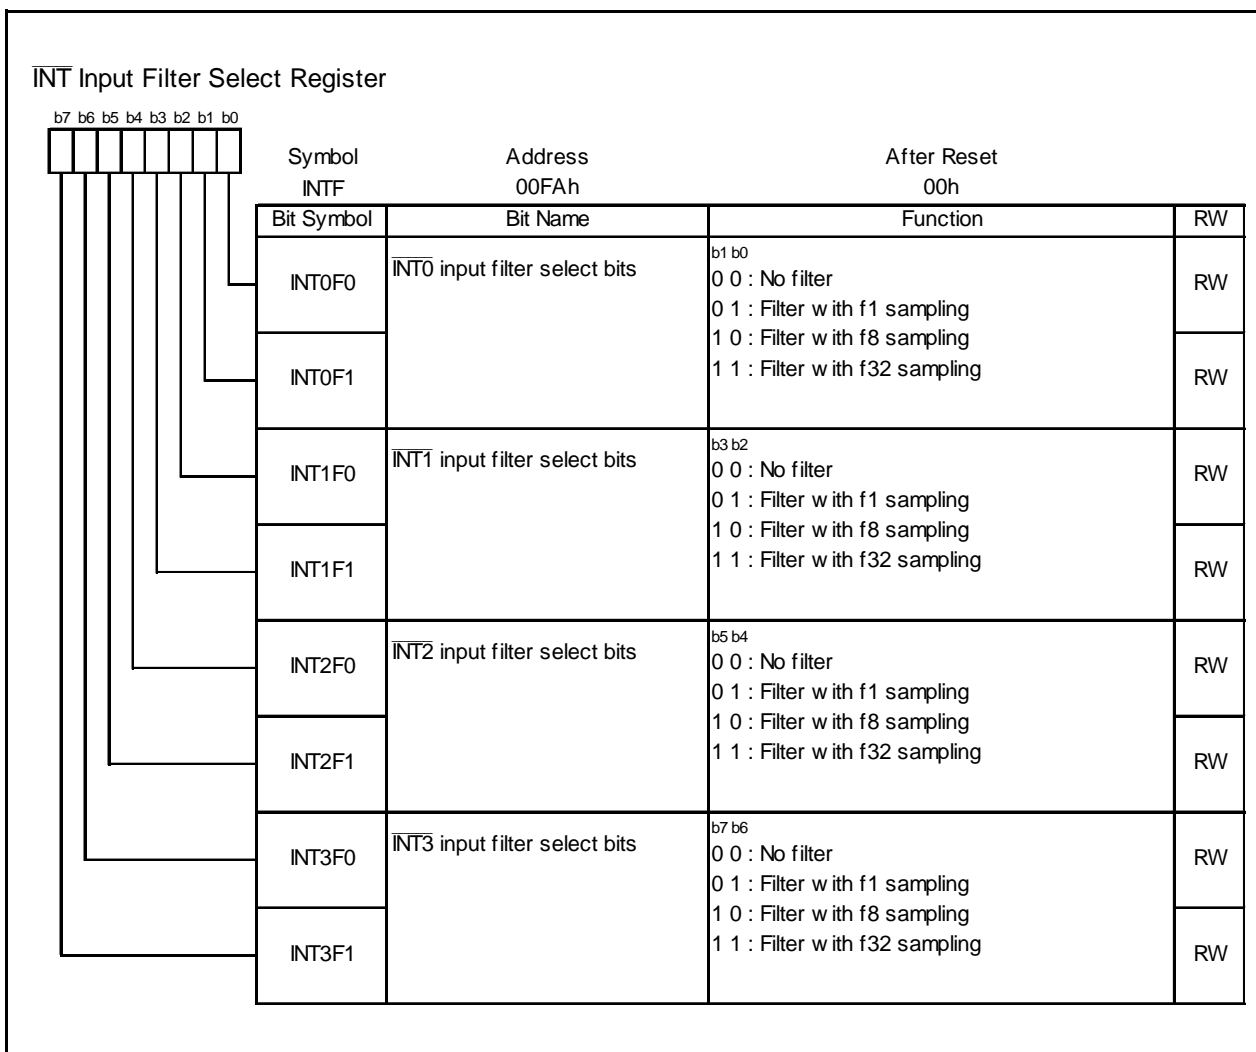 INT Input Filter Select Register
b7 b6 b5 b4 b3 b2 b1 b0
Symbol Address After Reset
INTF 00FAh 00h
Bit Symbol Bit Name Function RW
INT0F0 INT0 input filter select bits b1 b0
0 0 : No filter RW
0 1 : Filter with f1 sampling
1 0 : Filter with f8 sampling
INT0F1 1 1 : Filter with f32 sampling RW
INT1F0 INT1 input filter select bits b3 b2
0 0 : No filter RW
0 1 : Filter with f1 sampling
1 0 : Filter with f8 sampling
INT1F1 1 1 : Filter with f32 sampling RW
INT2F0 INT2 input filter select bits b5 b4
0 0 : No filter RW
0 1 : Filter with f1 sampling
1 0 : Filter with f8 sampling
INT2F1 1 1 : Filter with f32 sampling RW
INT3F0 INT3 input filter select bits b7 b6
0 0 : No filter RW
0 1 : Filter with f1 sampling
1 0 : Filter with f8 sampling
INT3F1 1 1 : Filter with f32 sampling RW